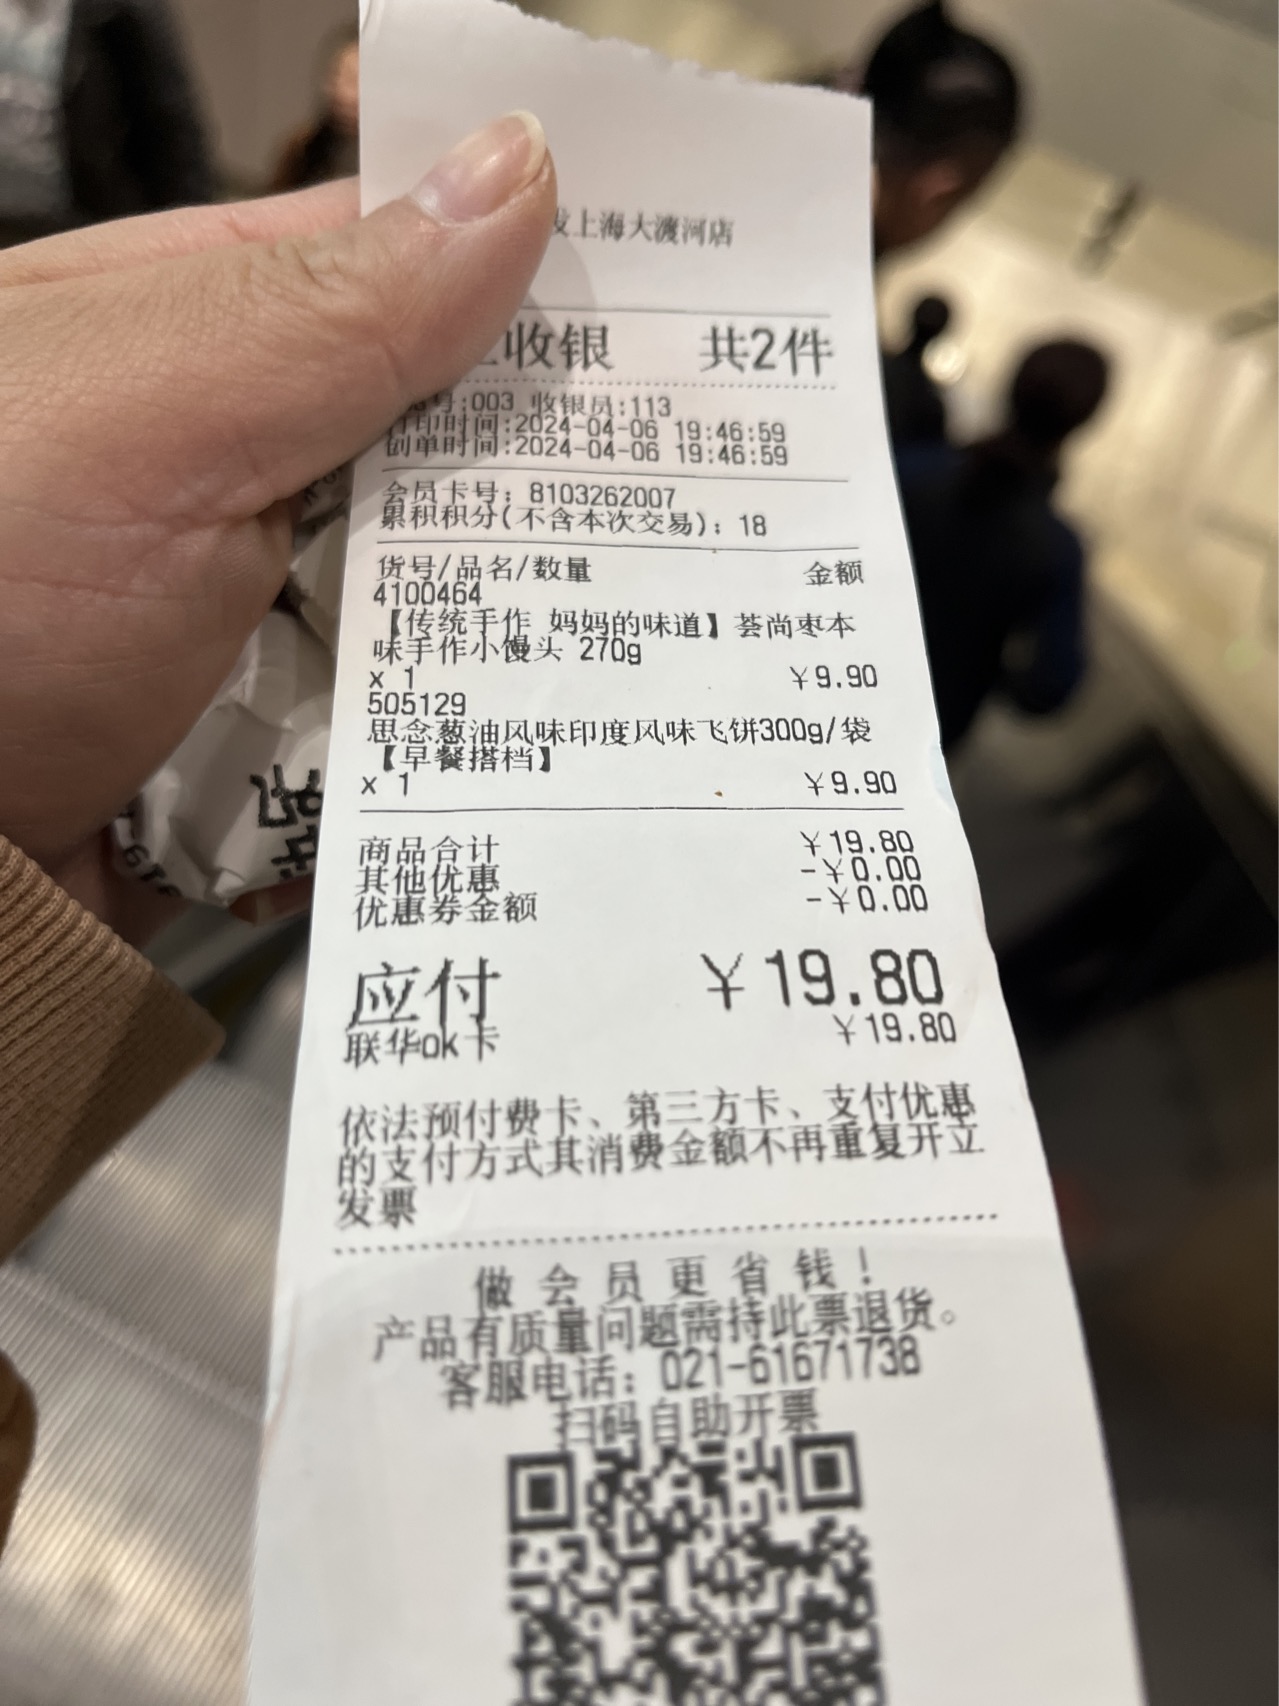 上海大渡河店
收银 共2件
号:003 收银员:113
打印时间:2024-04-06 19:46:59
创单时间:2024-04-06 19:46:59
会员卡号: 8103262007
累积积分(不含本次交易): 18
货号/品名/数量 金额
4100464
【传统手作 妈妈的味道】荟尚枣本
味手作小馒头 270g
x 1 ¥9.90
505129
思念葱油风味印度风味飞饼300g/袋
【早餐搭档】
x 1 ¥9.90
商品合计 ¥19.80
其他优惠 -¥0.00
优惠券金额 -¥0.00
应付 ¥19.80
联华ok卡 ¥19.80
依法预付费卡、第三方卡、支付优惠
的支付方式其消费金额不再重复开立
发票
做会员更省钱!
产品有质量问题需持此票退货。
客服电话: 021-61671738
扫码自助开票